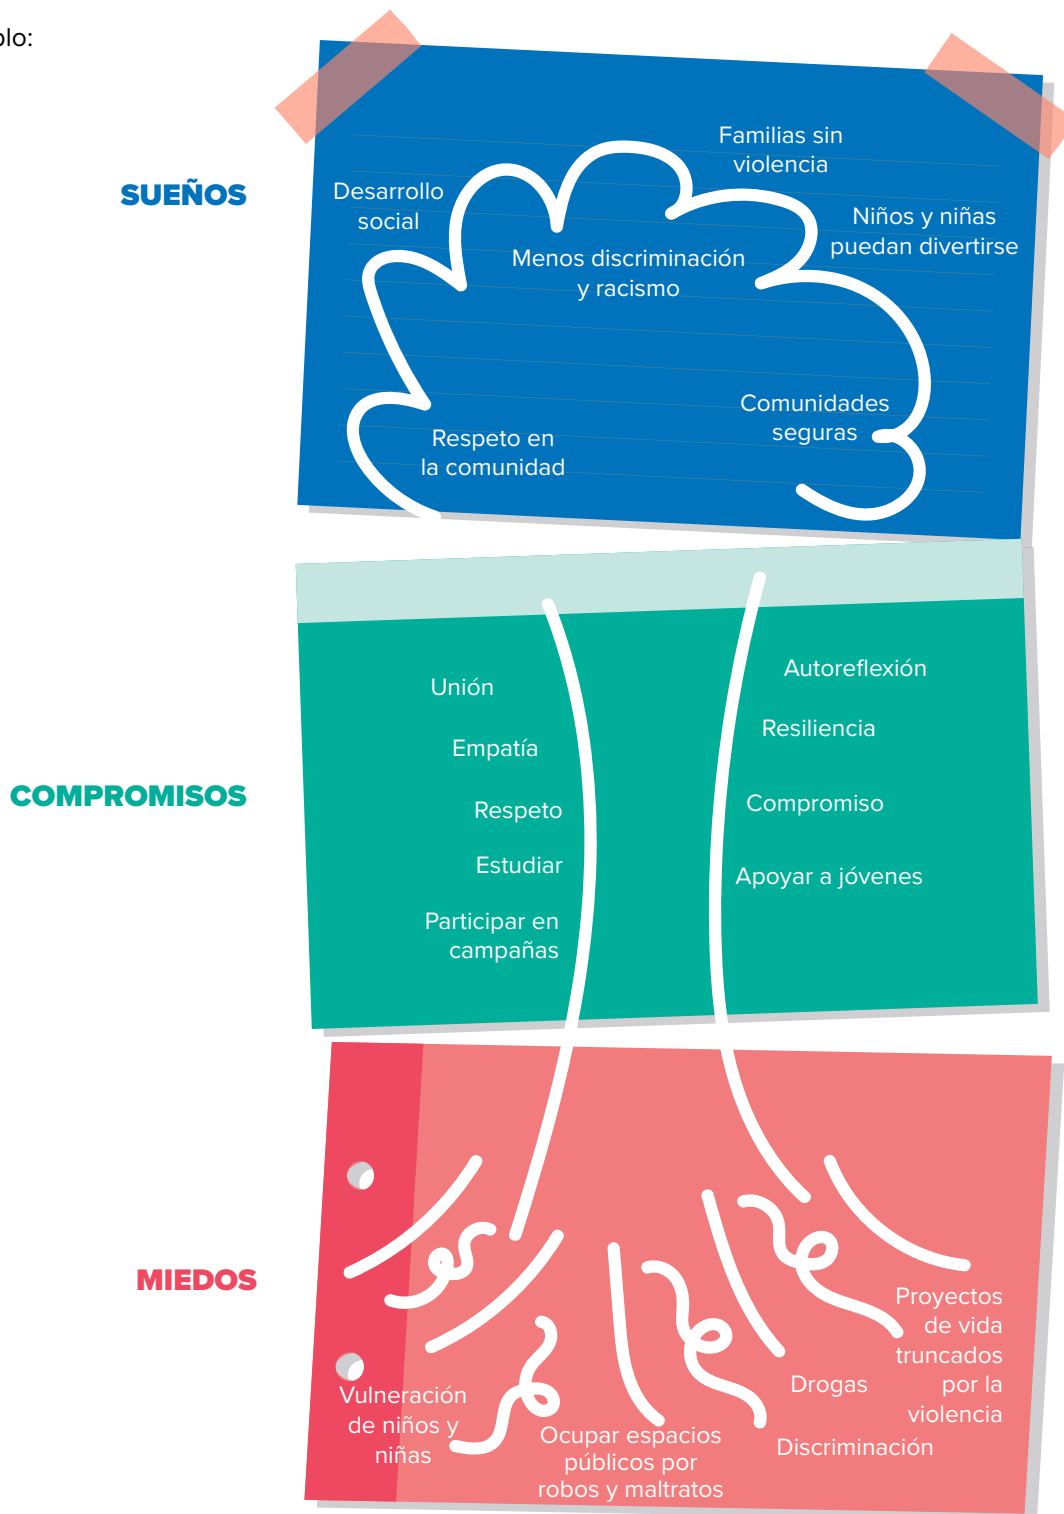 lo:
SUEÑOS
Familias sin
violencia
Desarrollo
social
Niños y niñas
puedan divertirse
Menos discriminación
y racismo
Comunidades
seguras
Respeto en
la comunidad
COMPROMISOS
Unión
Empatía
Respeto
Estudiar
Participar en
campañas
Autoreflexión
Resiliencia
Compromiso
Apoyar a jóvenes
MIEDOS
Vulneración
de niños y
niñas
Ocupar espacios
públicos por
robos y maltratos
Drogas
Discriminación
Proyectos
de vida
truncados
por la
violencia